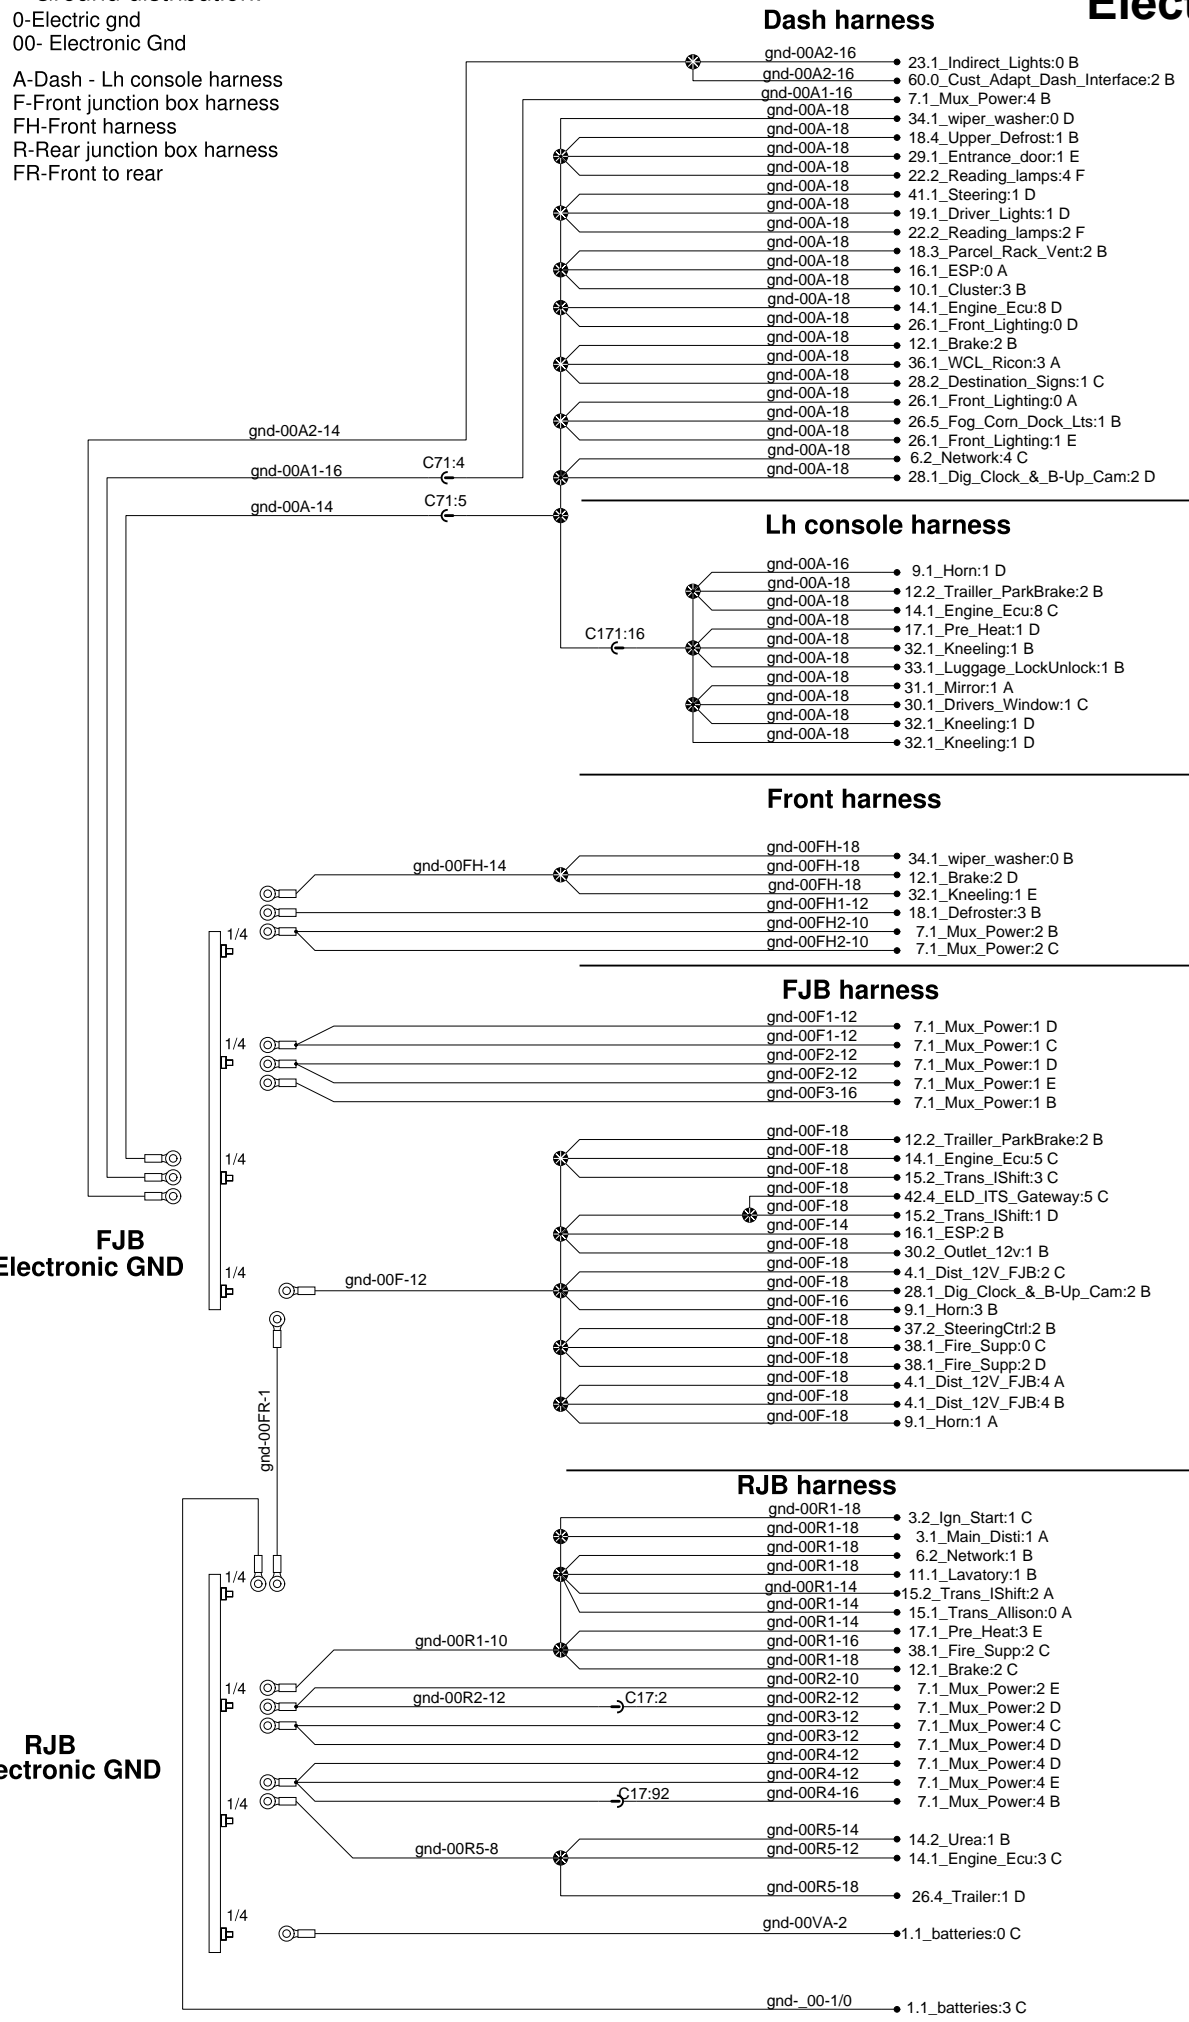 0-Electric gnd
00- Electronic Gnd
A-Dash - Lh console harness
F-Front junction box harness
FH-Front harness
R-Rear junction box harness
FR-Front to rear
Dash harness
gnd-00A2-16 23.1_Indirect_Lights:0 B
gnd-00A2-16 60.0_Cust_Adapt_Dash_Interface:2 B
gnd-00A1-16 7.1_Mux_Power:4 B
gnd-00A-18 34.1_wiper_washer:0 D
gnd-00A-18 18.4_Upper_Defrost:1 B
gnd-00A-18 29.1_Entrance_door:1 E
gnd-00A-18 22.2_Reading_lamps:4 F
gnd-00A-18 41.1_Steering:1 D
gnd-00A-18 19.1_Driver_Lights:1 D
gnd-00A-18 22.2_Reading_lamps:2 F
gnd-00A-18 18.3_Parcel_Rack_Vent:2 B
gnd-00A-18 16.1_ESP:0 A
gnd-00A-18 10.1_Cluster:3 B
gnd-00A-18 14.1_Engine_Ecu:8 D
gnd-00A-18 26.1_Front_Lighting:0 D
gnd-00A-18 12.1_Brake:2 B
gnd-00A-18 36.1_WCL_Ricon:3 A
gnd-00A-18 28.2_Destination_Signs:1 C
gnd-00A-18 26.1_Front_Lighting:0 A
gnd-00A-18 26.5_Fog_Corn_Dock_Lts:1 B
gnd-00A-18 26.1_Front_Lighting:1 E
gnd-00A-18 6.2_Network:4 C
gnd-00A-18 28.1_Dig_Clock_&_B-Up_Cam:2 D
gnd-00A2-14
gnd-00A1-16 C71:4
gnd-00A-14 C71:5
Lh console harness
gnd-00A-16 9.1_Horn:1 D
gnd-00A-18 12.2_Trailler_ParkBrake:2 B
gnd-00A-18 14.1_Engine_Ecu:8 C
gnd-00A-18 17.1_Pre_Heat:1 D
C171:16 gnd-00A-18 32.1_Kneeling:1 B
gnd-00A-18 33.1_Luggage_LockUnlock:1 B
gnd-00A-18 31.1_Mirror:1 A
gnd-00A-18 30.1_Drivers_Window:1 C
gnd-00A-18 32.1_Kneeling:1 D
gnd-00A-18 32.1_Kneeling:1 D
Front harness
gnd-00FH-18 34.1_wiper_washer:0 B
gnd-00FH-14 gnd-00FH-18 12.1_Brake:2 D
gnd-00FH-18 32.1_Kneeling:1 E
gnd-00FH1-12 18.1_Defroster:3 B
1/4 gnd-00FH2-10 7.1_Mux_Power:2 B
gnd-00FH2-10 7.1_Mux_Power:2 C
FJB harness
gnd-00F1-12 7.1_Mux_Power:1 D
1/4 gnd-00F1-12 7.1_Mux_Power:1 C
gnd-00F2-12 7.1_Mux_Power:1 D
gnd-00F2-12 7.1_Mux_Power:1 E
gnd-00F3-16 7.1_Mux_Power:1 B
gnd-00F-18 12.2_Trailler_ParkBrake:2 B
1/4 gnd-00F-18 14.1_Engine_Ecu:5 C
gnd-00F-18 15.2_Trans_IShift:3 C
gnd-00F-18 42.4_ELD_ITS_Gateway:5 C
gnd-00F-18 15.2_Trans_IShift:1 D
gnd-00F-14 16.1_ESP:2 B
gnd-00F-18 30.2_Outlet_12v:1 B
FJB
Electronic GND
gnd-00F-18 4.1_Dist_12V_FJB:2 C
1/4 gnd-00F-12 gnd-00F-18 28.1_Dig_Clock_&_B-Up_Cam:2 B
gnd-00F-16 9.1_Horn:3 B
gnd-00F-18 37.2_SteeringCtrl:2 B
gnd-00F-18 38.1_Fire_Supp:0 C
gnd-00F-18 38.1_Fire_Supp:2 D
gnd-00F-18 4.1_Dist_12V_FJB:4 A
gnd-00F-18 4.1_Dist_12V_FJB:4 B
gnd-00F-18 9.1_Horn:1 A
gnd-00FR-1
RJB harness
gnd-00R1-18 3.2_Ign_Start:1 C
gnd-00R1-18 3.1_Main_Disti:1 A
gnd-00R1-18 6.2_Network:1 B
1/4 gnd-00R1-18 11.1_Lavatory:1 B
gnd-00R1-14 15.2_Trans_IShift:2 A
gnd-00R1-14 15.1_Trans_Allison:0 A
gnd-00R1-14 17.1_Pre_Heat:3 E
gnd-00R1-10 gnd-00R1-16 38.1_Fire_Supp:2 C
gnd-00R1-18 12.1_Brake:2 C
1/4 gnd-00R2-10 7.1_Mux_Power:2 E
gnd-00R2-12 C17:2 gnd-00R2-12 7.1_Mux_Power:2 D
gnd-00R3-12 7.1_Mux_Power:4 C
gnd-00R3-12 7.1_Mux_Power:4 D
RJB
ectronic GND
gnd-00R4-12 7.1_Mux_Power:4 D
gnd-00R4-12 7.1_Mux_Power:4 E
1/4 C17:92 gnd-00R4-16 7.1_Mux_Power:4 B
gnd-00R5-14 14.2_Urea:1 B
gnd-00R5-8 gnd-00R5-12 14.1_Engine_Ecu:3 C
gnd-00R5-18 26.4_Trailer:1 D
1/4 gnd-00VA-2 1.1_batteries:0 C
gnd-_00-1/0 1.1_batteries:3 C